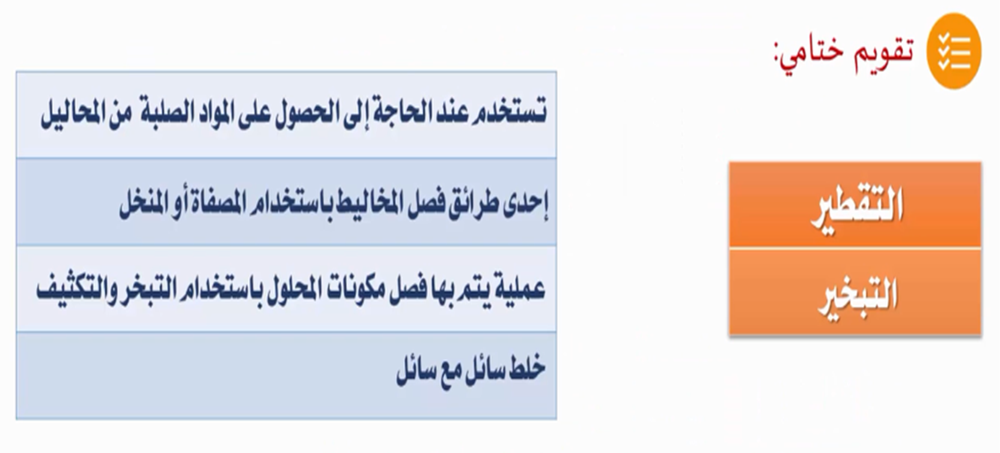 تقويم ختامي:
التقطير
التبخير
تستخدم عند الحاجة إلى الحصول على المواد الصلبة من المحاليل
إحدى طرائق فصل المخاليط باستخدام المصفاة أو المنخل
عملية يتم بها فصل مكونات المحلول باستخدام التبخر والتكثيف
خلط سائل مع سائل